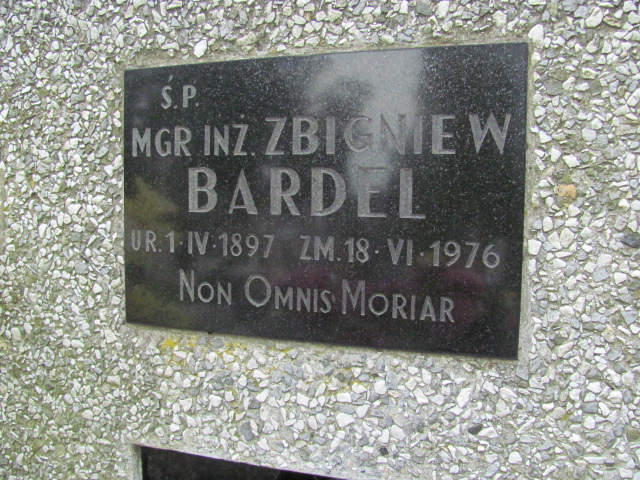 Ś.P.
MGR INŻ. ZBIGNIEW
BARDEL
UR. 1·IV·1897 ZM. 18·VI·1976
NON OMNIS MORIAR